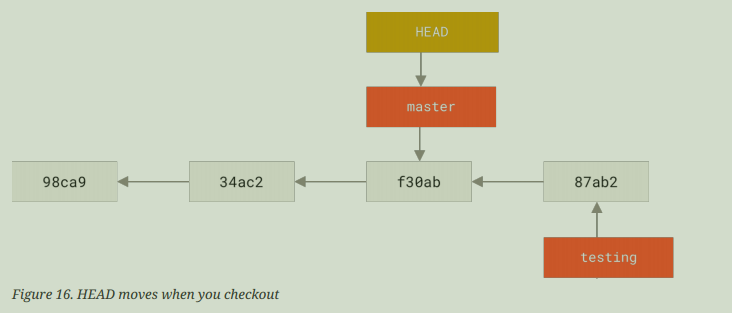 HEAD
master
98ca9
34ac2
f30ab
87ab2
testing
Figure 16. HEAD moves when you checkout